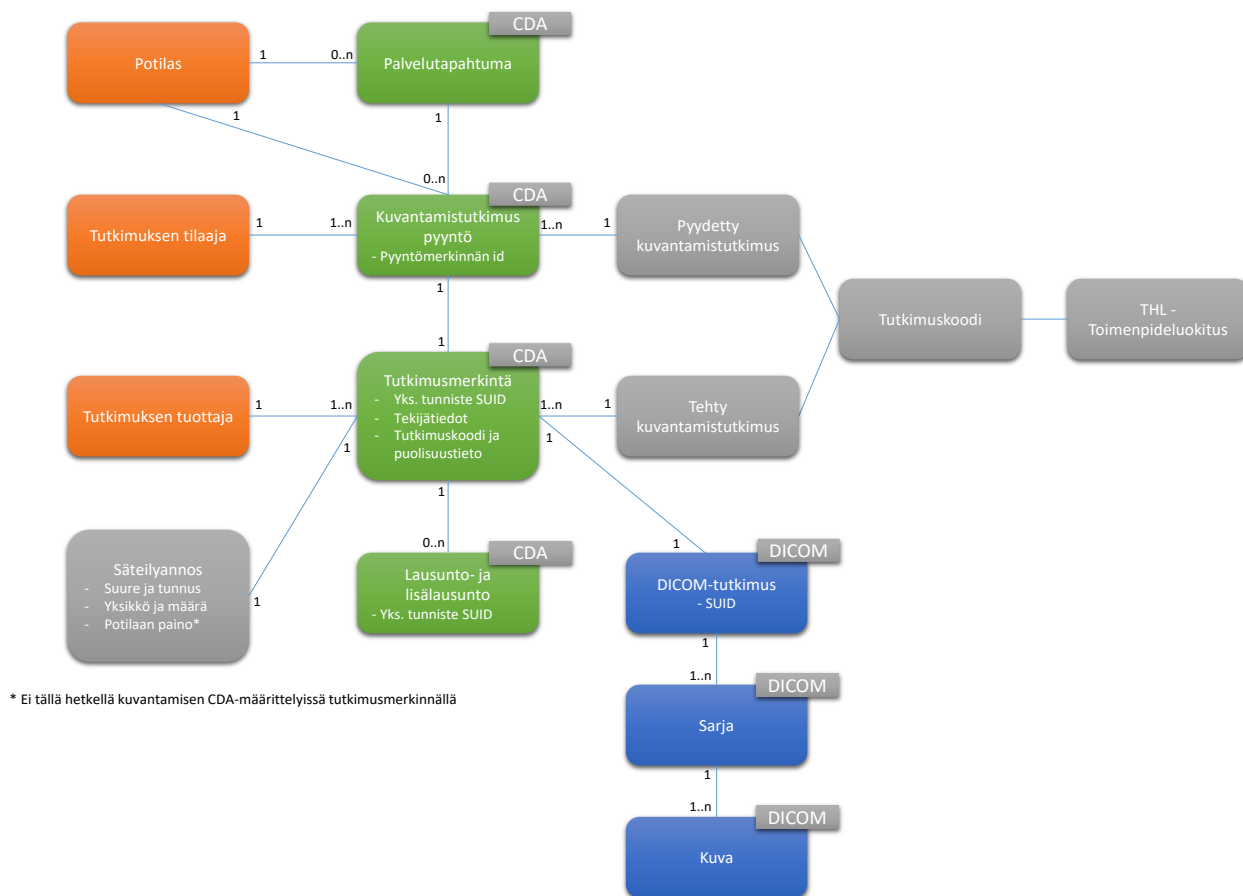 CDA
Potilas
1
0..n
Palvelutapahtuma
1
1
0..n
CDA
Tutkimuksen tilaaja
1
1..n
Kuvantamistutkimus
pyyntö
- Pyyntömerkinnän id
1..n
1
Pyydetty
kuvantamistutkimus
1
1
Tutkimuskoodi
THL -
Toimenpideluokitus
CDA
Tutkimuksen tuottaja
1
1..n
1
Tutkimusmerkintä
- Yks. tunniste SUID
- Tekijätiedot
- Tutkimuskoodi ja
puolisuustieto
1..n
1
1
Tehty
kuvantamistutkimus
1
0..n
CDA
Säteilyannos
- Suure ja tunnus
- Yksikkö ja määrä
- Potilaan paino*
1
Lausunto- ja
lisälausunto
- Yks. tunniste SUID
1
DICOM
DICOM-tutkimus
- SUID
1
1..n
* Ei tällä hetkellä kuvantamisen CDA-määrittelyissä tutkimusmerkinnällä
DICOM
Sarja
1
1..n
DICOM
Kuva